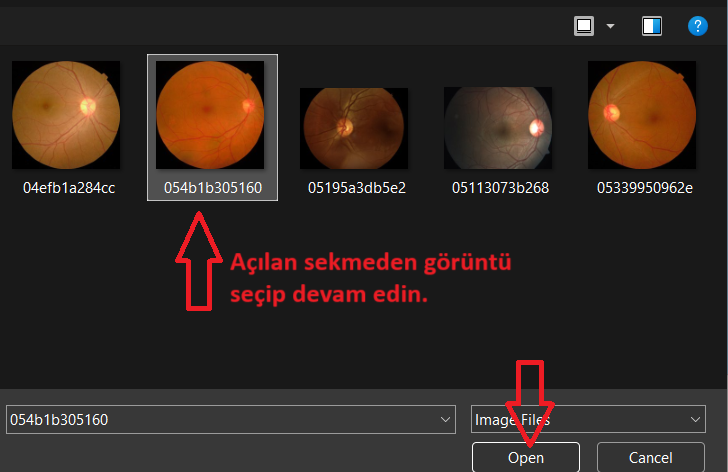 ?
04efb1a284cc
054b1b305160
05195a3db5e2
05113073b268
05339950962e
Açılan sekmeden görüntü
seçip devam edin.
054b1b305160
Image Files
Open
Cancel